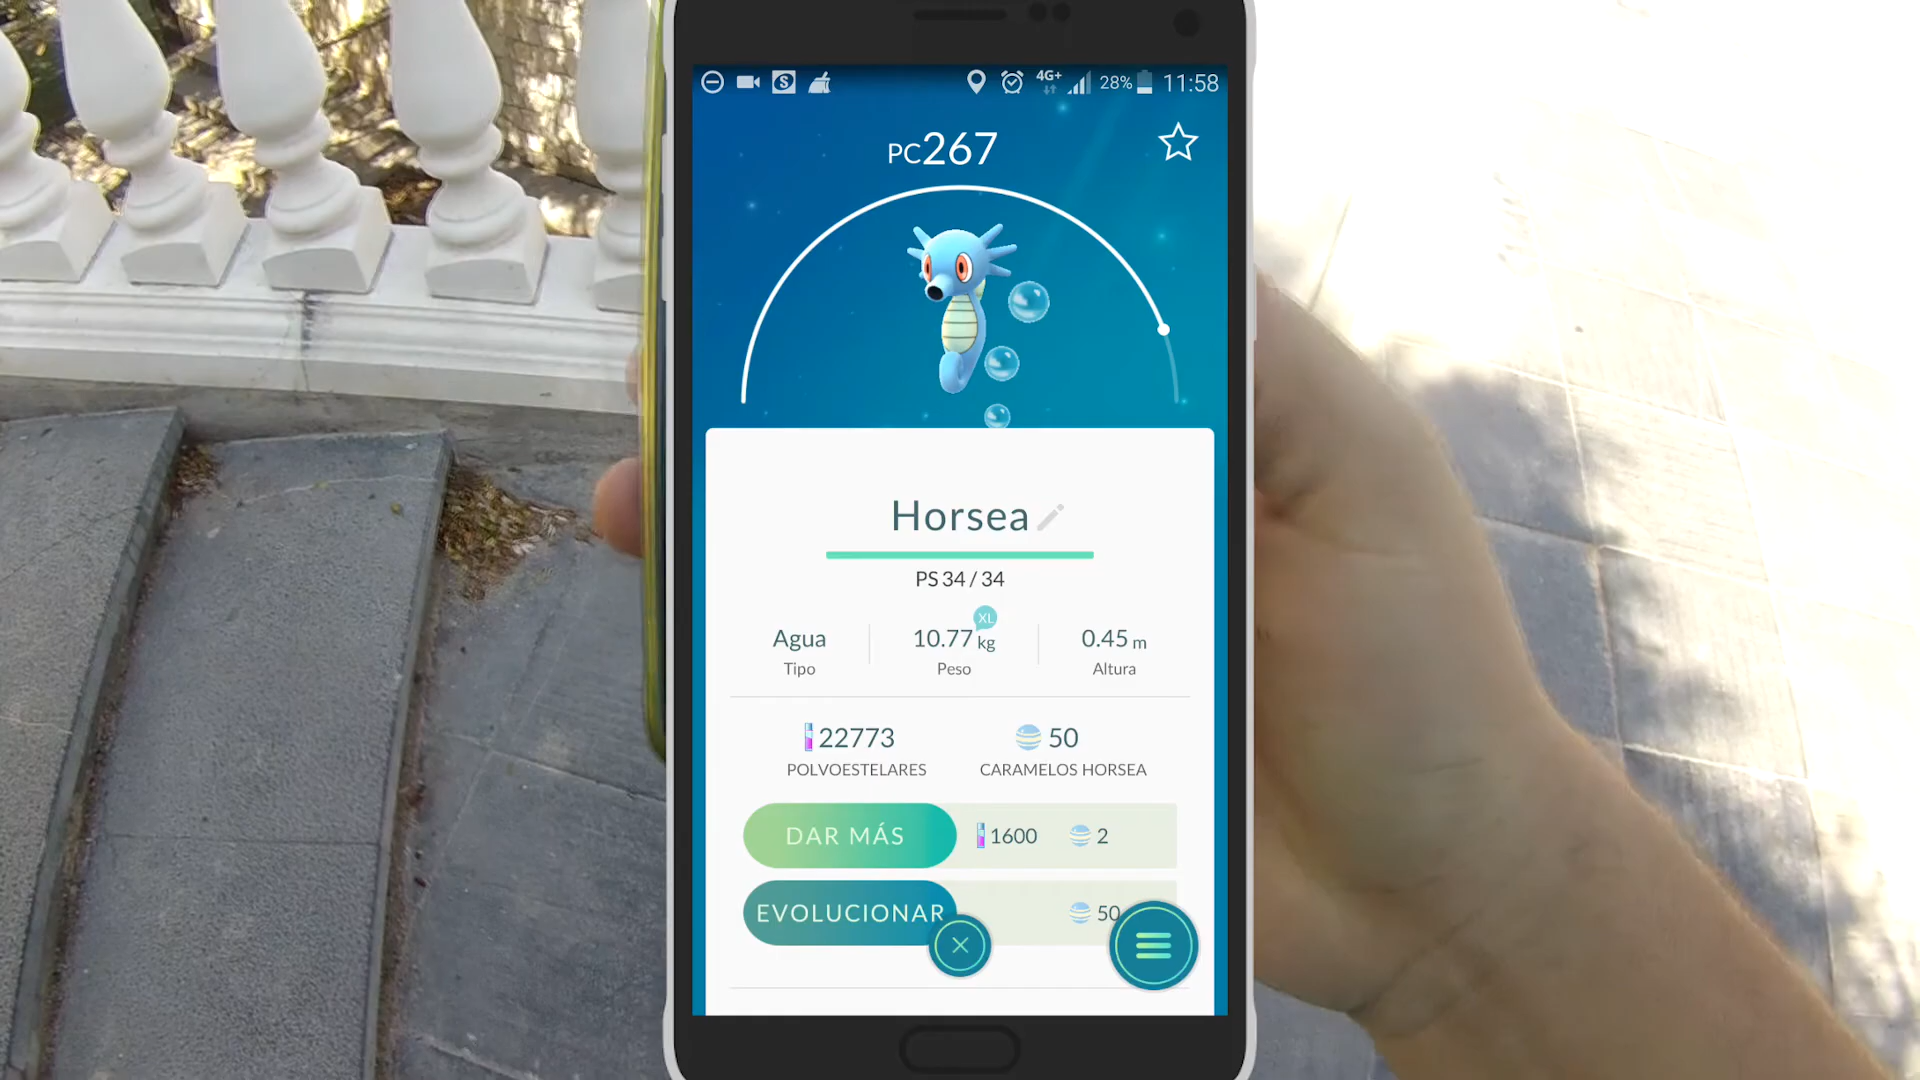 4G+ 28% 11:58
PC267
Horsea
PS 34 / 34
XL
Agua 10.77 kg 0.45 m
Tipo Peso Altura
22773 50
POLVOESTELARES CARAMELOS HORSEA
DAR MÁS 1600 2
EVOLUCIONAR 50